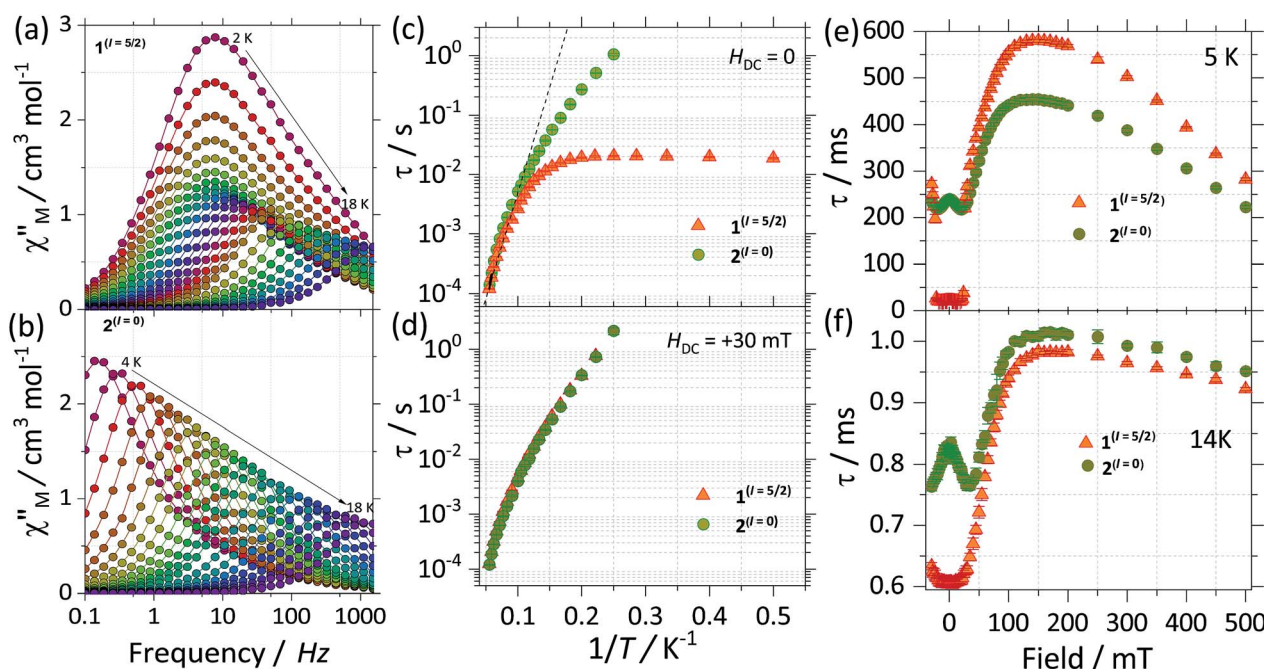 (a)
1(I = 5/2)
2 K
18 K
3
2
1
0
χ"M / cm3 mol-1
(b)
2(I = 0)
4 K
18 K
2
1
0
χ"M / cm3 mol-1
0.1 1 10 100 1000
Frequency / Hz
(c)
HDC = 0
100
10-1
10-2
10-3
10-4
τ / s
1(I = 5/2)
2(I = 0)
(d)
HDC = +30 mT
100
10-1
10-2
10-3
10-4
τ / s
1(I = 5/2)
2(I = 0)
0.1 0.2 0.3 0.4 0.5
1/T / K-1
(e)
5 K
600
550
450
400
300
200
100
0
τ / ms
1(I = 5/2)
2(I = 0)
(f)
14K
1.0
0.9
0.8
0.7
0.6
τ / ms
1(I = 5/2)
2(I = 0)
0 100 200 300 400 500
Field / mT